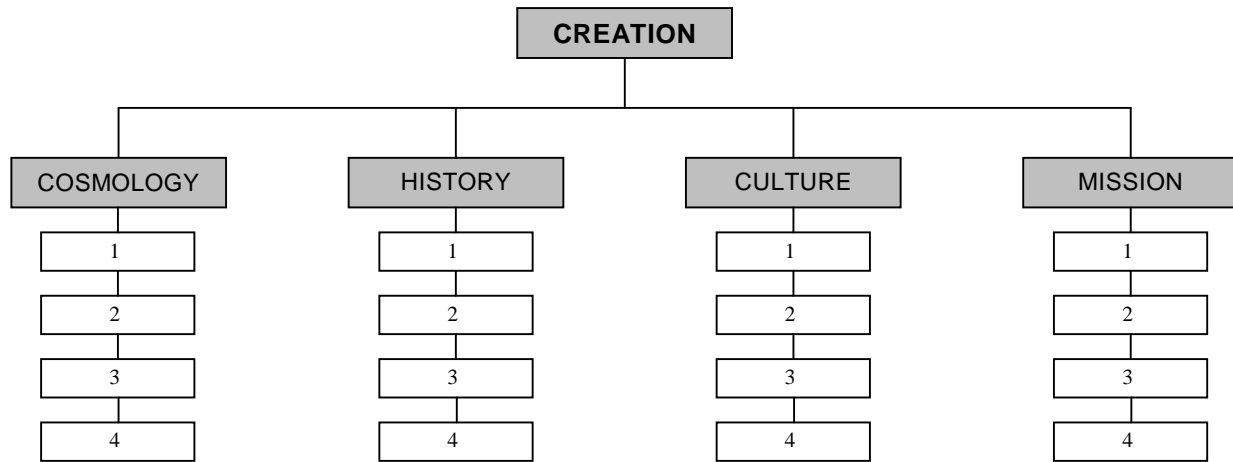 CREATION
COSMOLOGY HISTORY CULTURE MISSION
1 1 1 1
2 2 2 2
3 3 3 3
4 4 4 4